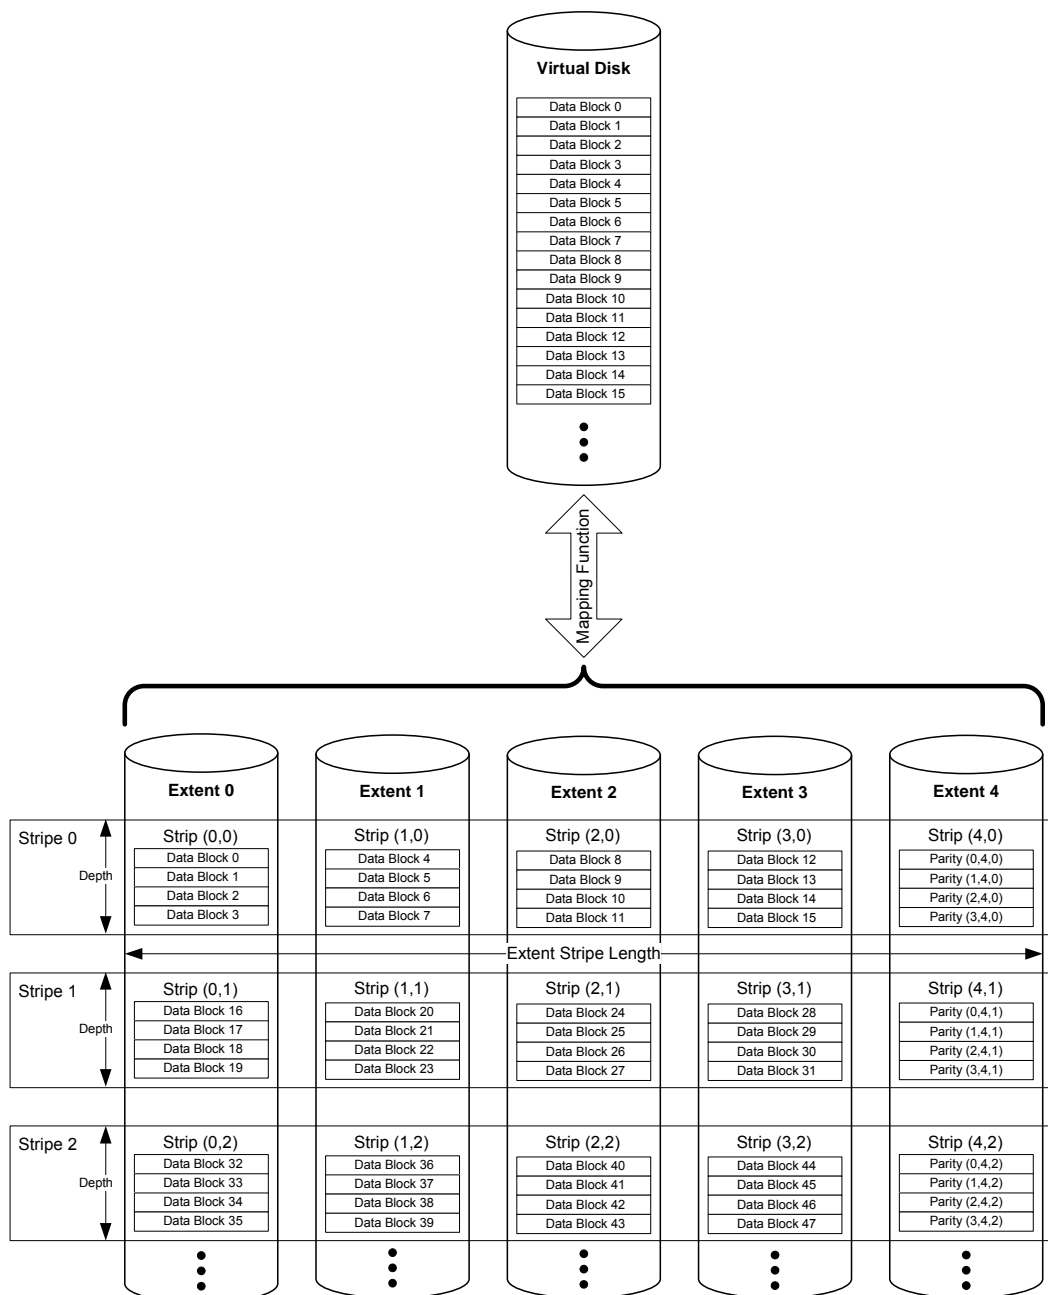 Virtual Disk
Data Block 0
Data Block 1
Data Block 2
Data Block 3
Data Block 4
Data Block 5
Data Block 6
Data Block 7
Data Block 8
Data Block 9
Data Block 10
Data Block 11
Data Block 12
Data Block 13
Data Block 14
Data Block 15
Mapping Function
Extent 0
Extent 1
Extent 2
Extent 3
Extent 4
Stripe 0
Depth
Strip (0,0)
Data Block 0
Data Block 1
Data Block 2
Data Block 3
Strip (1,0)
Data Block 4
Data Block 5
Data Block 6
Data Block 7
Strip (2,0)
Data Block 8
Data Block 9
Data Block 10
Data Block 11
Strip (3,0)
Data Block 12
Data Block 13
Data Block 14
Data Block 15
Strip (4,0)
Parity (0,4,0)
Parity (1,4,0)
Parity (2,4,0)
Parity (3,4,0)
Extent Stripe Length
Stripe 1
Depth
Strip (0,1)
Data Block 16
Data Block 17
Data Block 18
Data Block 19
Strip (1,1)
Data Block 20
Data Block 21
Data Block 22
Data Block 23
Strip (2,1)
Data Block 24
Data Block 25
Data Block 26
Data Block 27
Strip (3,1)
Data Block 28
Data Block 29
Data Block 30
Data Block 31
Strip (4,1)
Parity (0,4,1)
Parity (1,4,1)
Parity (2,4,1)
Parity (3,4,1)
Stripe 2
Depth
Strip (0,2)
Data Block 32
Data Block 33
Data Block 34
Data Block 35
Strip (1,2)
Data Block 36
Data Block 37
Data Block 38
Data Block 39
Strip (2,2)
Data Block 40
Data Block 41
Data Block 42
Data Block 43
Strip (3,2)
Data Block 44
Data Block 45
Data Block 46
Data Block 47
Strip (4,2)
Parity (0,4,2)
Parity (1,4,2)
Parity (2,4,2)
Parity (3,4,2)